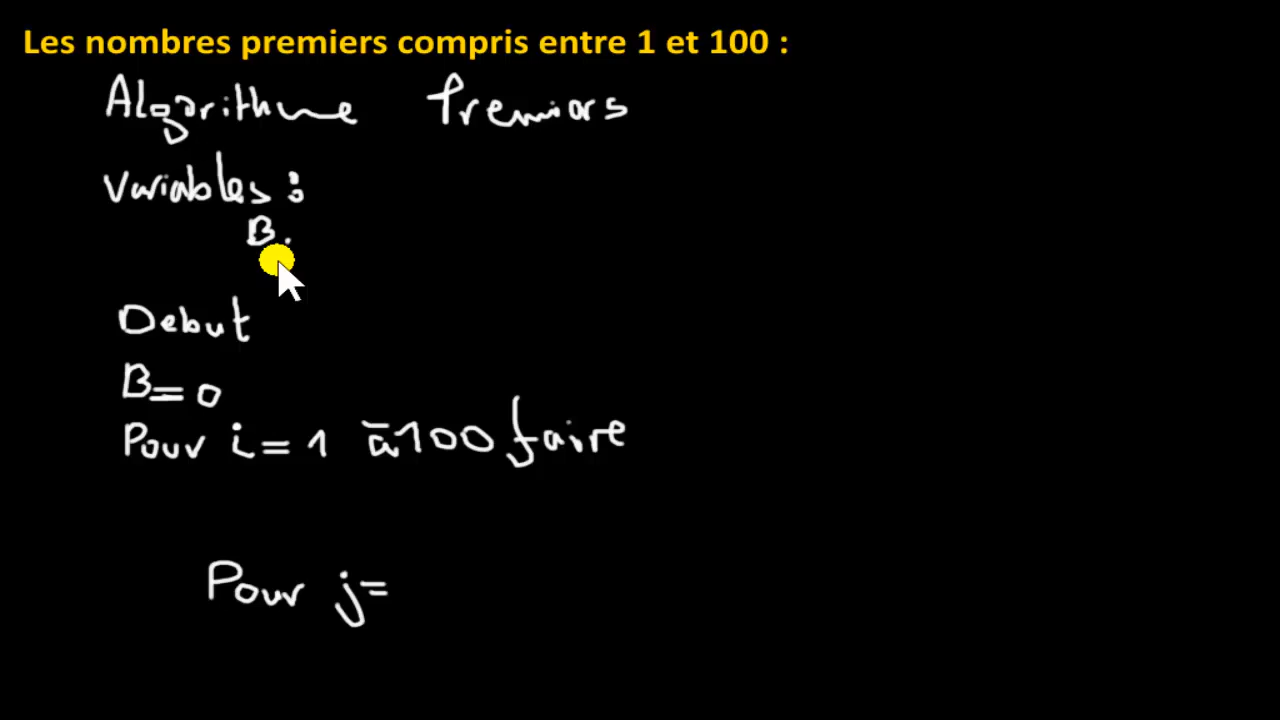 Les nombres premiers compris entre 1 et 100 :
Algorithme Premiers
Variables :
B.
Debut
B=0
Pour i = 1 à 100 faire
Pour j=